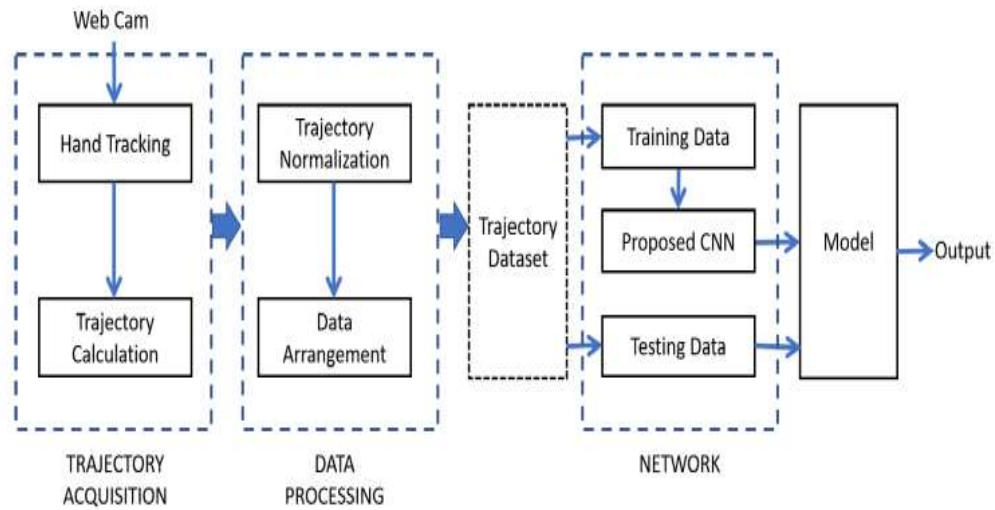 Web Cam
Hand Tracking
Trajectory
Calculation
TRAJECTORY
ACQUISITION
Trajectory
Normalization
Data
Arrangement
DATA
PROCESSING
Trajectory
Dataset
Training Data
Proposed CNN
Testing Data
NETWORK
Model
Output